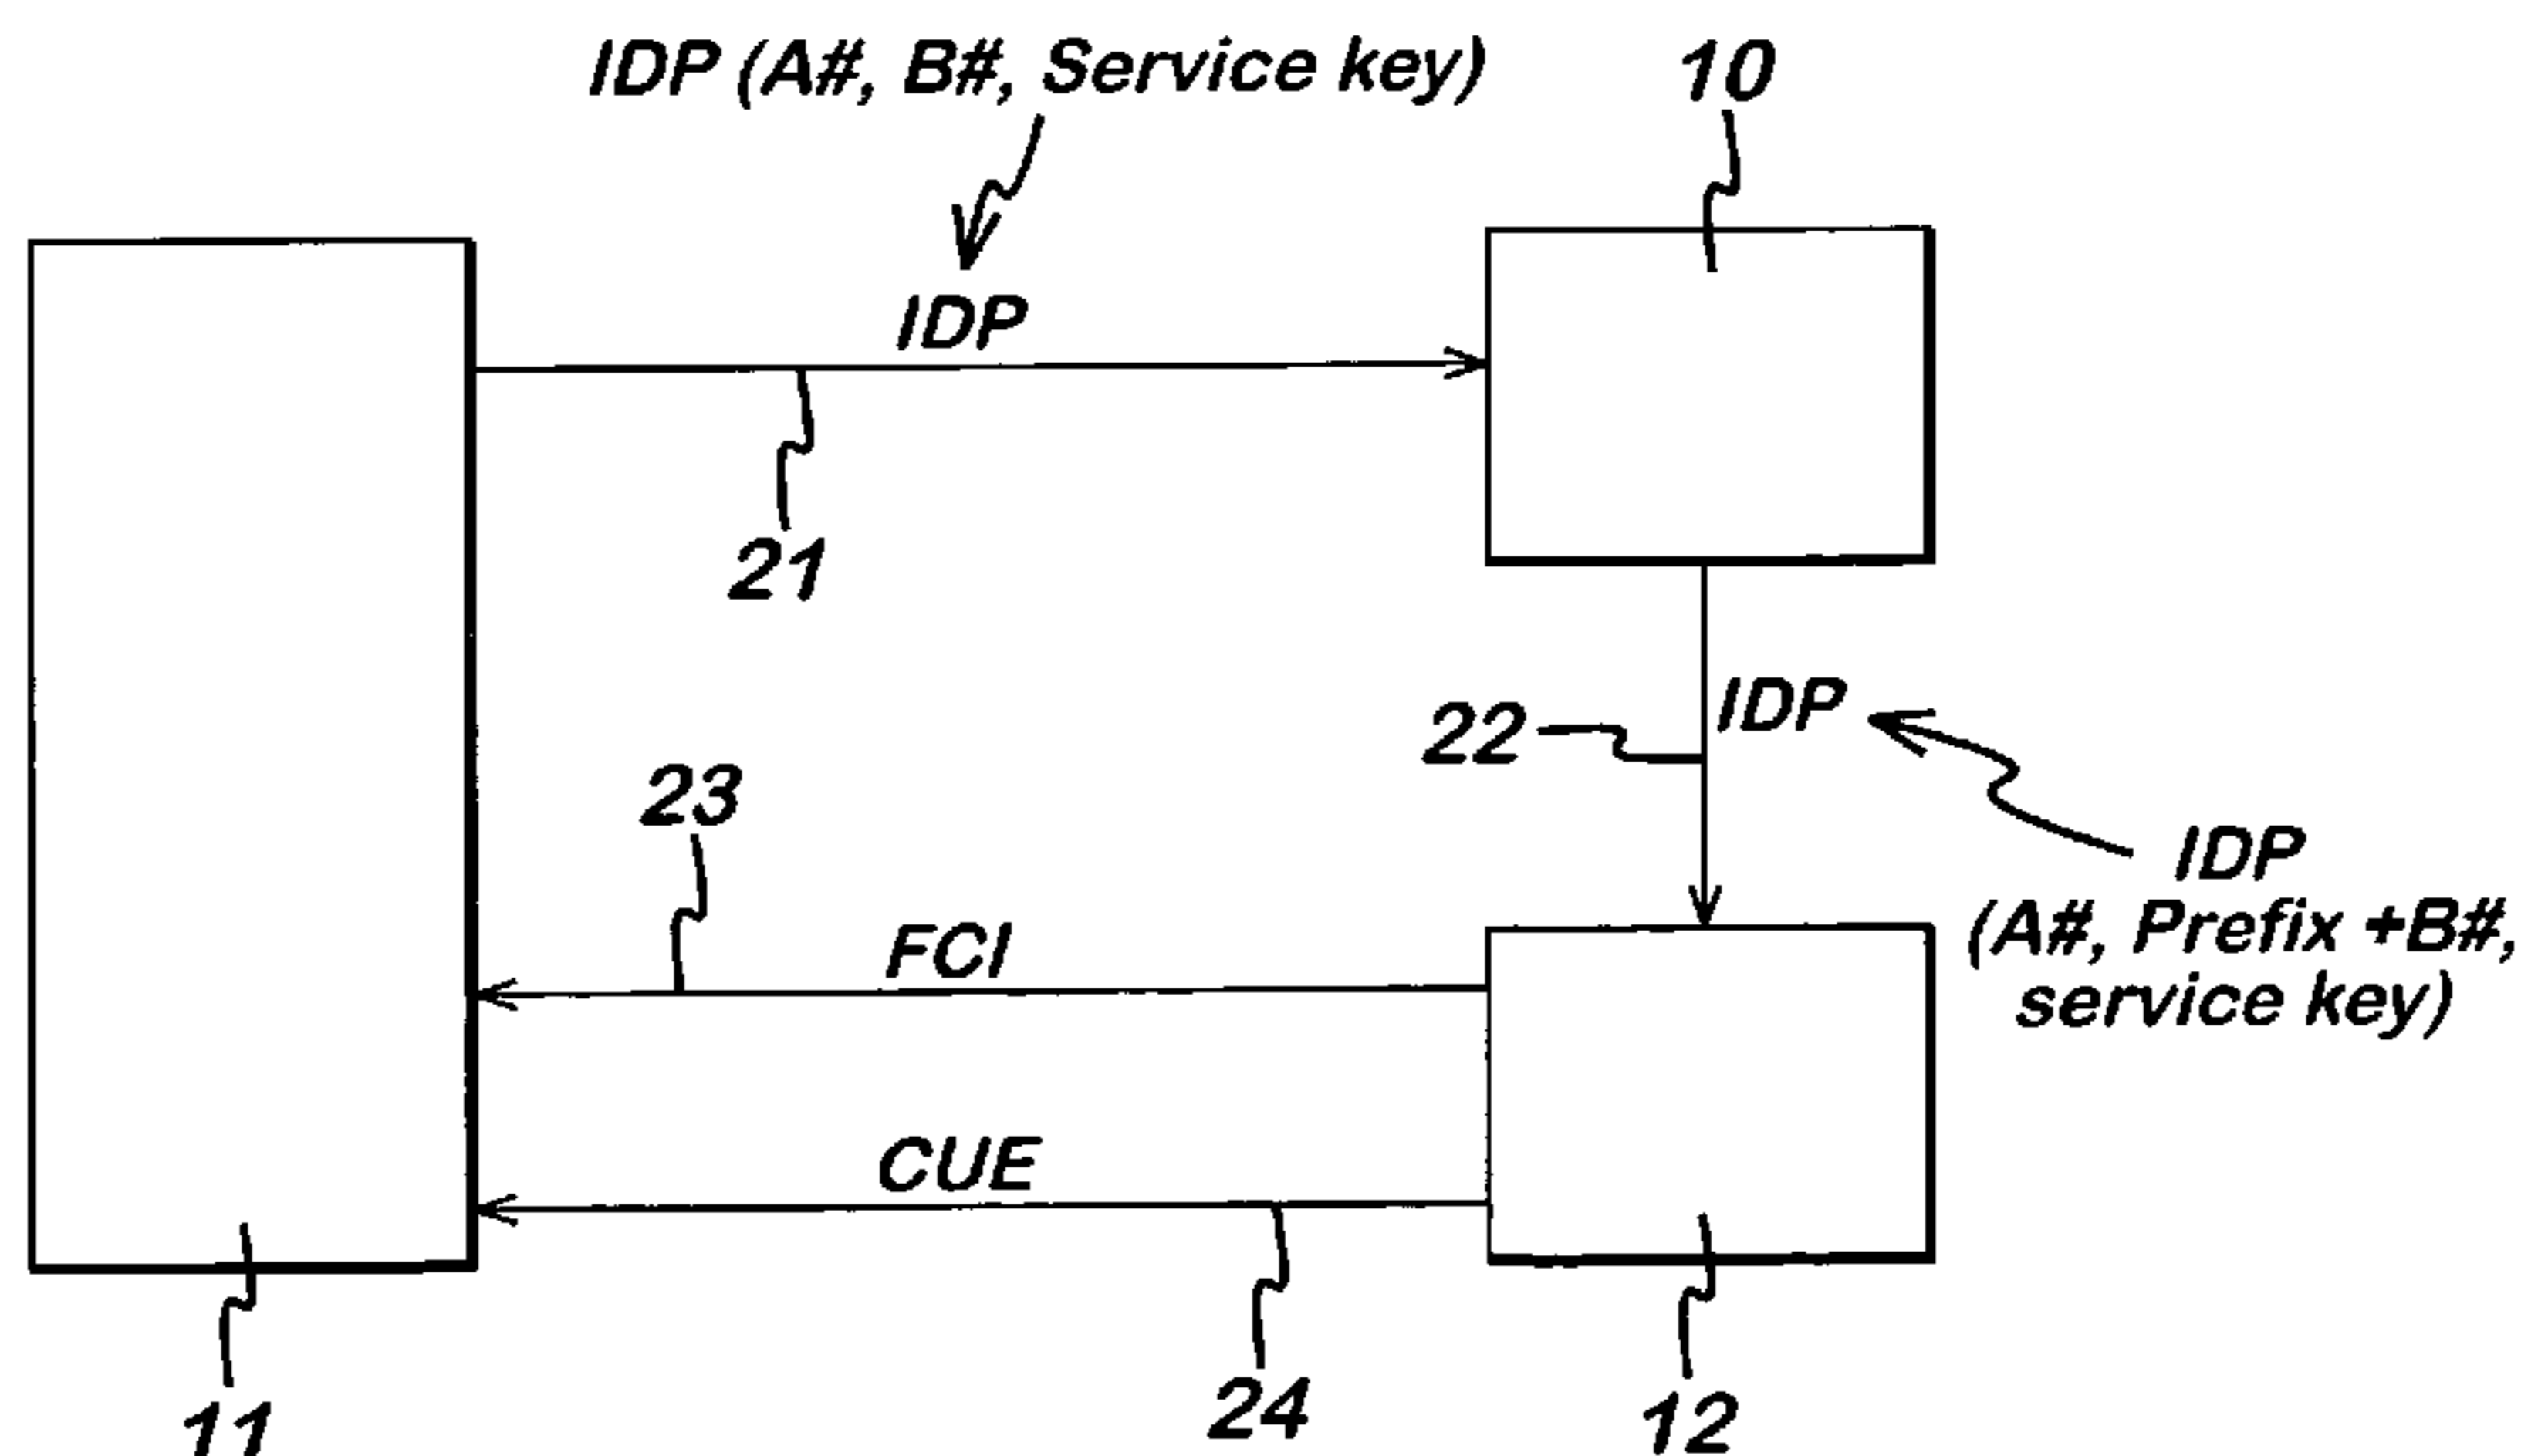 IDP (A#, B#, Service key)
10
IDP
21
22
IDP
23
IDP
(A#, Prefix +B#,
service key)
FCI
CUE
24
11
12